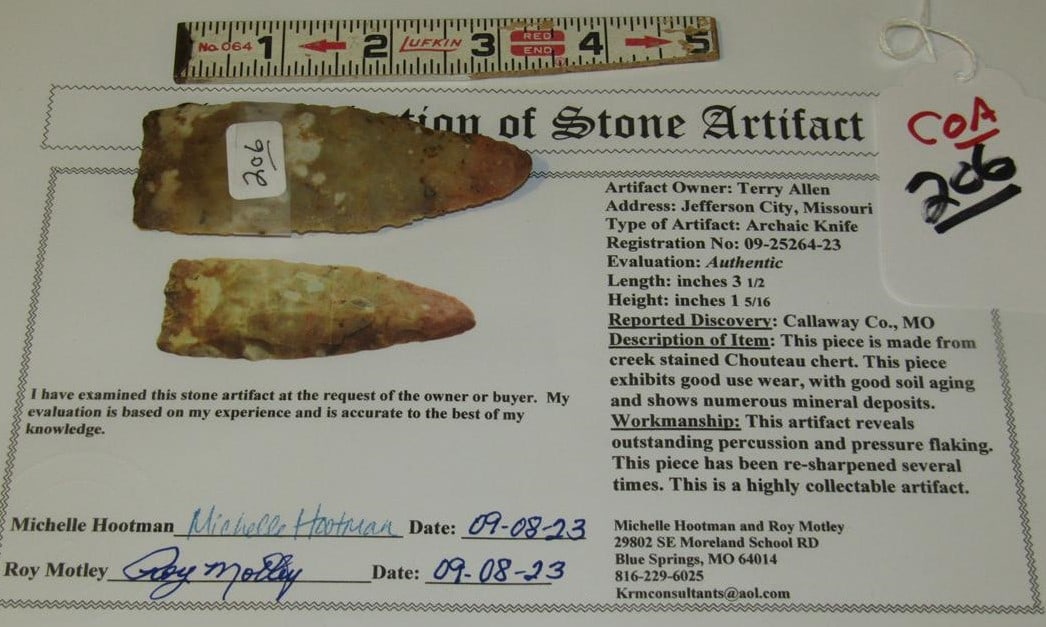 No. 064 1 2 LUFKIN 3 RED END 4 5
tion of Stone Artifact
206
COA
206
Artifact Owner: Terry Allen
Address: Jefferson City, Missouri
Type of Artifact: Archaic Knife
Registration No: 09-25264-23
Evaluation: Authentic
Length: inches 3 1/2
Height: inches 1 5/16
Reported Discovery: Callaway Co., MO
Description of Item: This piece is made from
creek stained Chouteau chert. This piece
exhibits good use wear, with good soil aging
and shows numerous mineral deposits.
Workmanship: This artifact reveals
outstanding percussion and pressure flaking.
This piece has been re-sharpened several
times. This is a highly collectable artifact.
I have examined this stone artifact at the request of the owner or buyer. My
evaluation is based on my experience and is accurate to the best of my
knowledge.
Michelle Hootman Michelle Hootman Date: 09-08-23
Roy Motley Roy Motley Date: 09-08-23
Michelle Hootman and Roy Motley
29802 SE Moreland School RD
Blue Springs, MO 64014
816-229-6025
Krmconsultants@aol.com